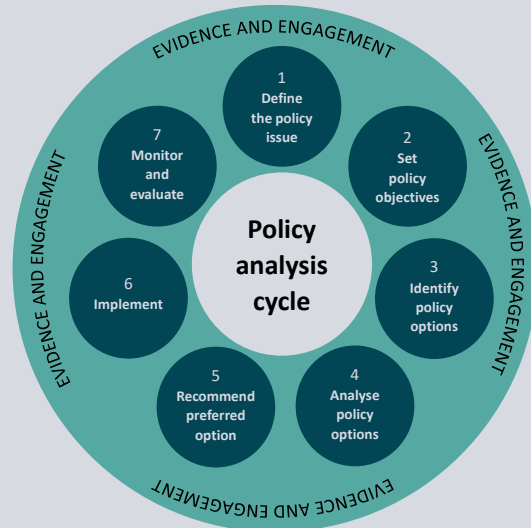 EVIDENCE AND ENGAGEMENT
1
Define
the policy
issue
2
Set
policy
objectives
EVIDENCE AND ENGAGEMENT
3
Identify
policy
options
4
Analyse
policy
options
EVIDENCE AND ENGAGEMENT
5
Recommend
preferred
option
6
Implement
EVIDENCE AND ENGAGEMENT
7
Monitor
and
evaluate
Policy
analysis
cycle